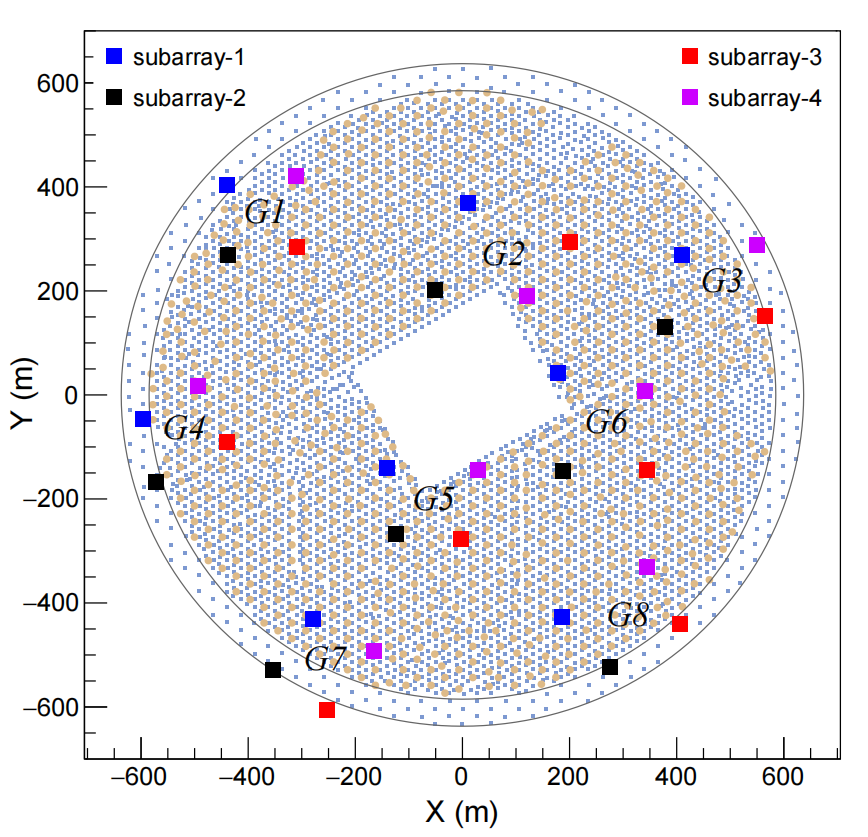 subarray-1
subarray-3
subarray-2
subarray-4
600
400
200
0
−200
−400
−600
Y (m)
G1
G2
G3
G4
G6
G5
G8
G7
−600
−400
−200
0
200
400
600
X (m)